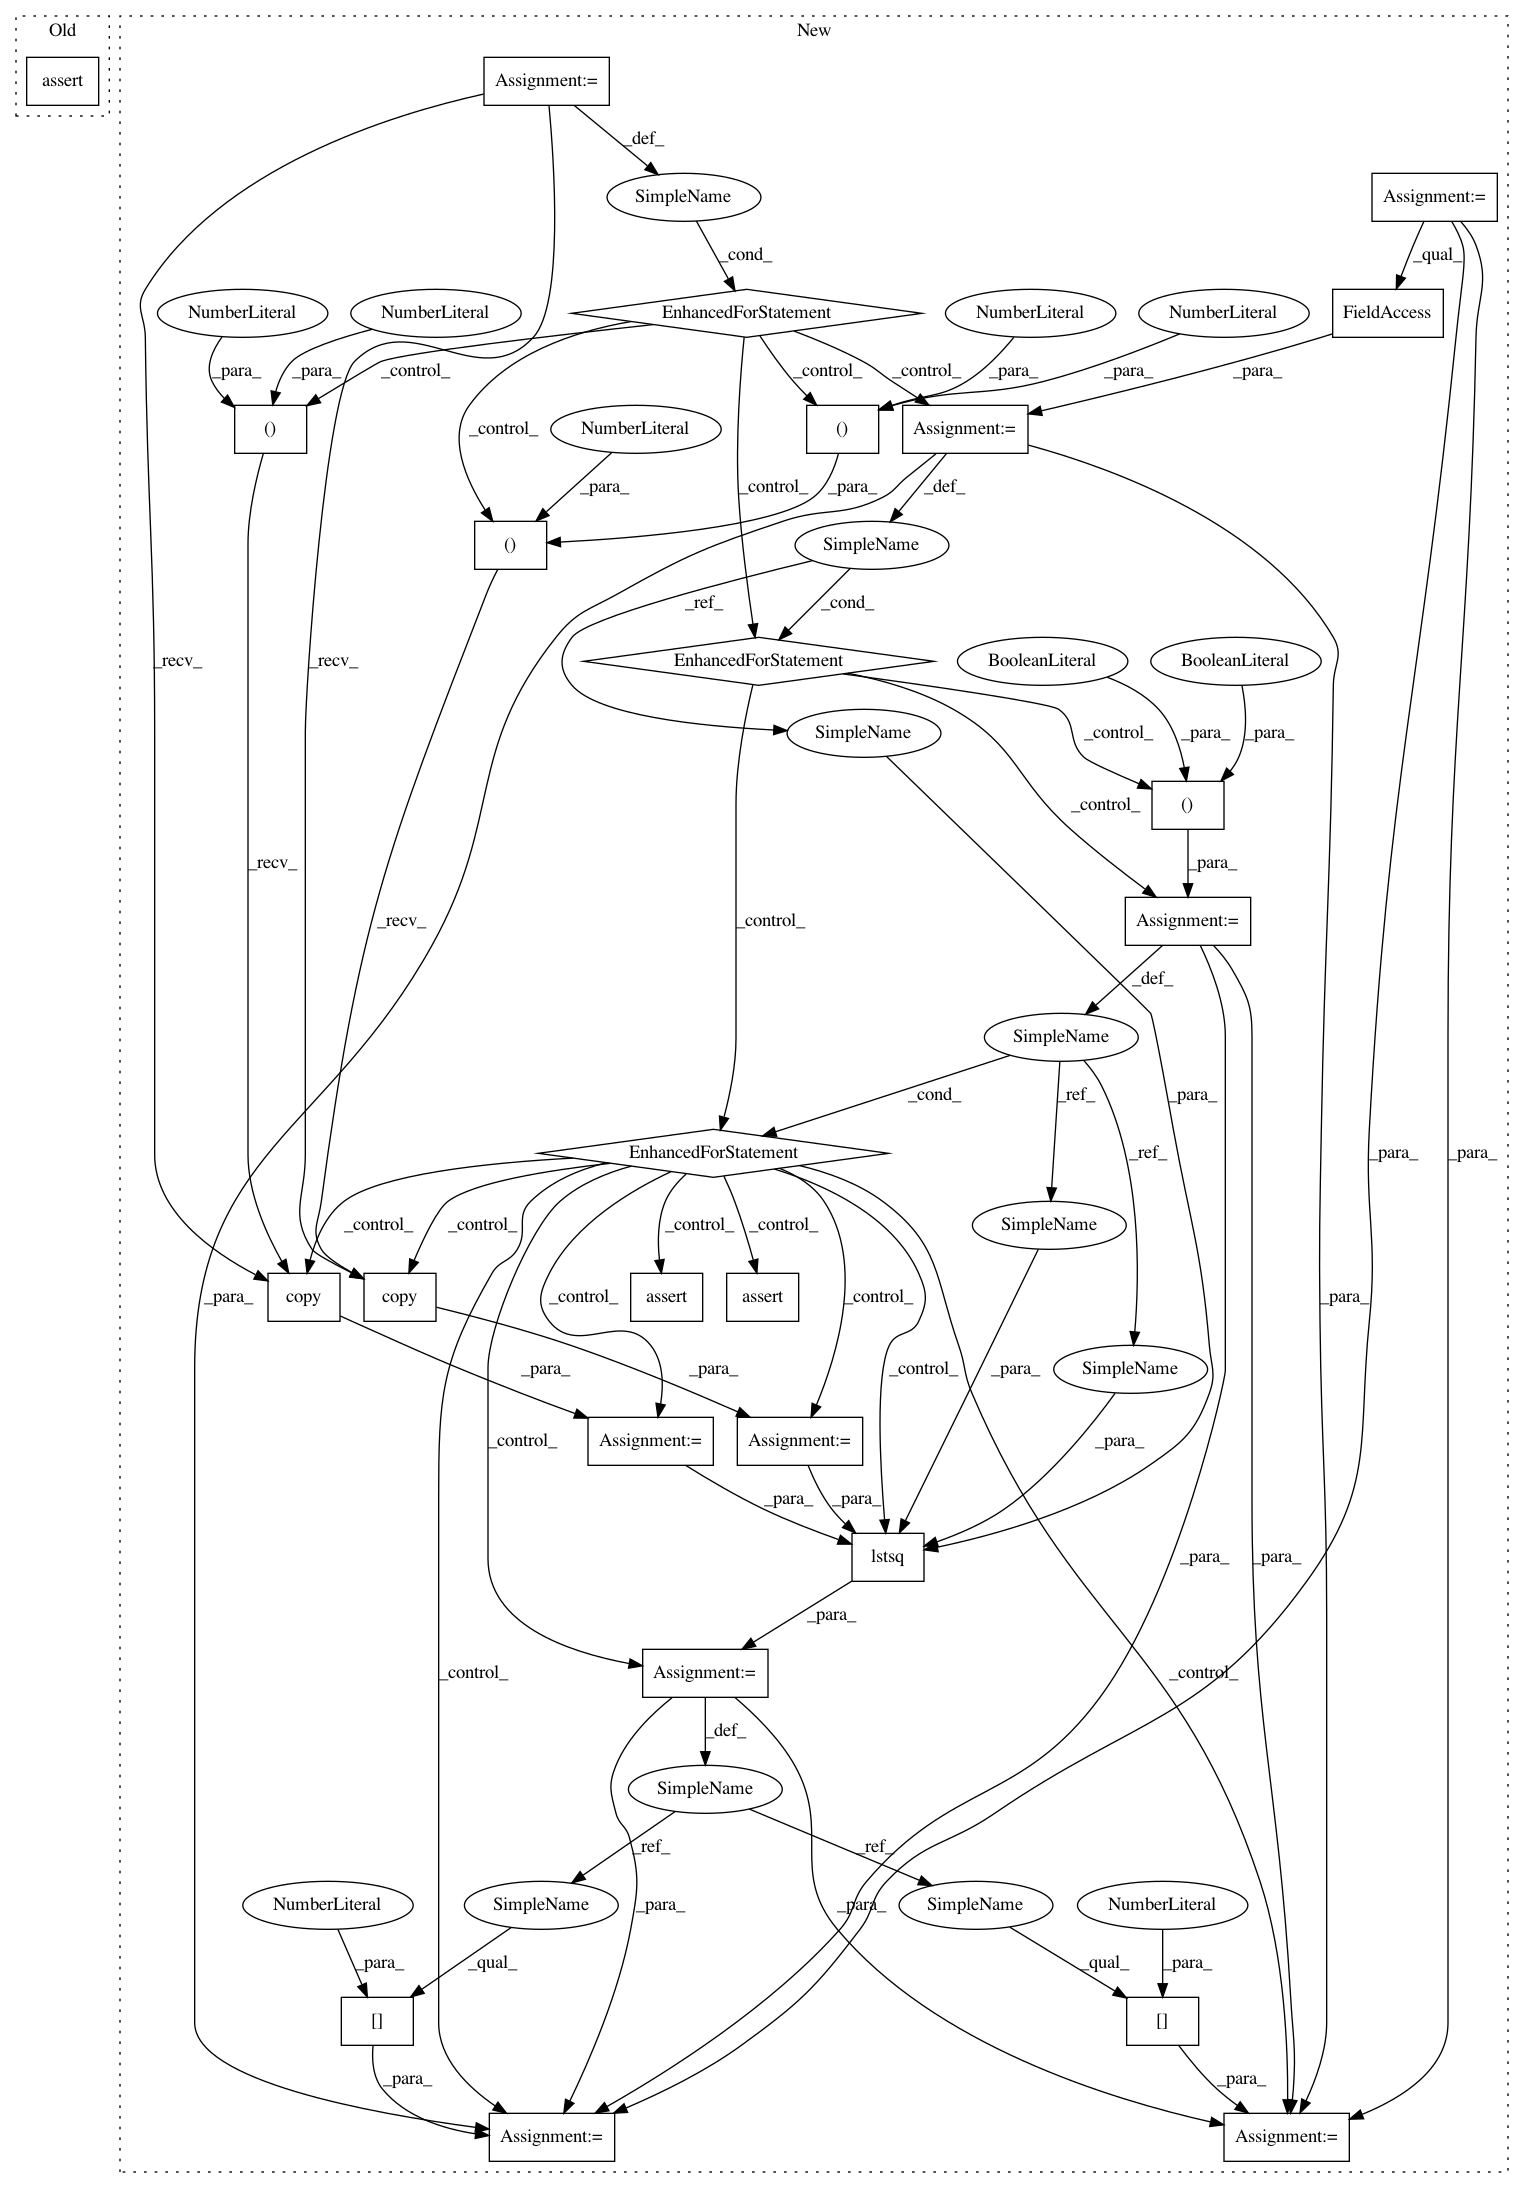 Old
New
assert
Assignment:=
_def_
SimpleName
Assignment:=
_cond_
_qual_
NumberLiteral
NumberLiteral
EnhancedForStatement
NumberLiteral
NumberLiteral
FieldAccess
_para_
_para_
_control_
_control_
_control_
_para_
_para_
_para_
()
NumberLiteral
()
Assignment:=
_control_
_para_
_control_
_para_
_def_
()
SimpleName
_ref_
_cond_
_recv_
_recv_
EnhancedForStatement
BooleanLiteral
BooleanLiteral
SimpleName
_control_
_para_
_para_
()
_control_
_recv_
_para_
_recv_
_control_
Assignment:=
_def_
SimpleName
_cond_
_ref_
_para_
EnhancedForStatement
_ref_
_para_
_para_
SimpleName
_control_
_control_
_control_
_control_
copy
copy
_para_
_control_
assert
assert
_control_
_para_
_para_
_para_
_control_
_para_
SimpleName
Assignment:=
Assignment:=
_control_
_para_
_para_
_para_
lstsq
_para_
_para_
_para_
_control_
Assignment:=
_control_
_def_
SimpleName
_ref_
_ref_
NumberLiteral
SimpleName
_para_
_para_
SimpleName
NumberLiteral
_para_
_qual_
_qual_
_para_
[]
[]
_para_
_para_
Assignment:=
Assignment:=